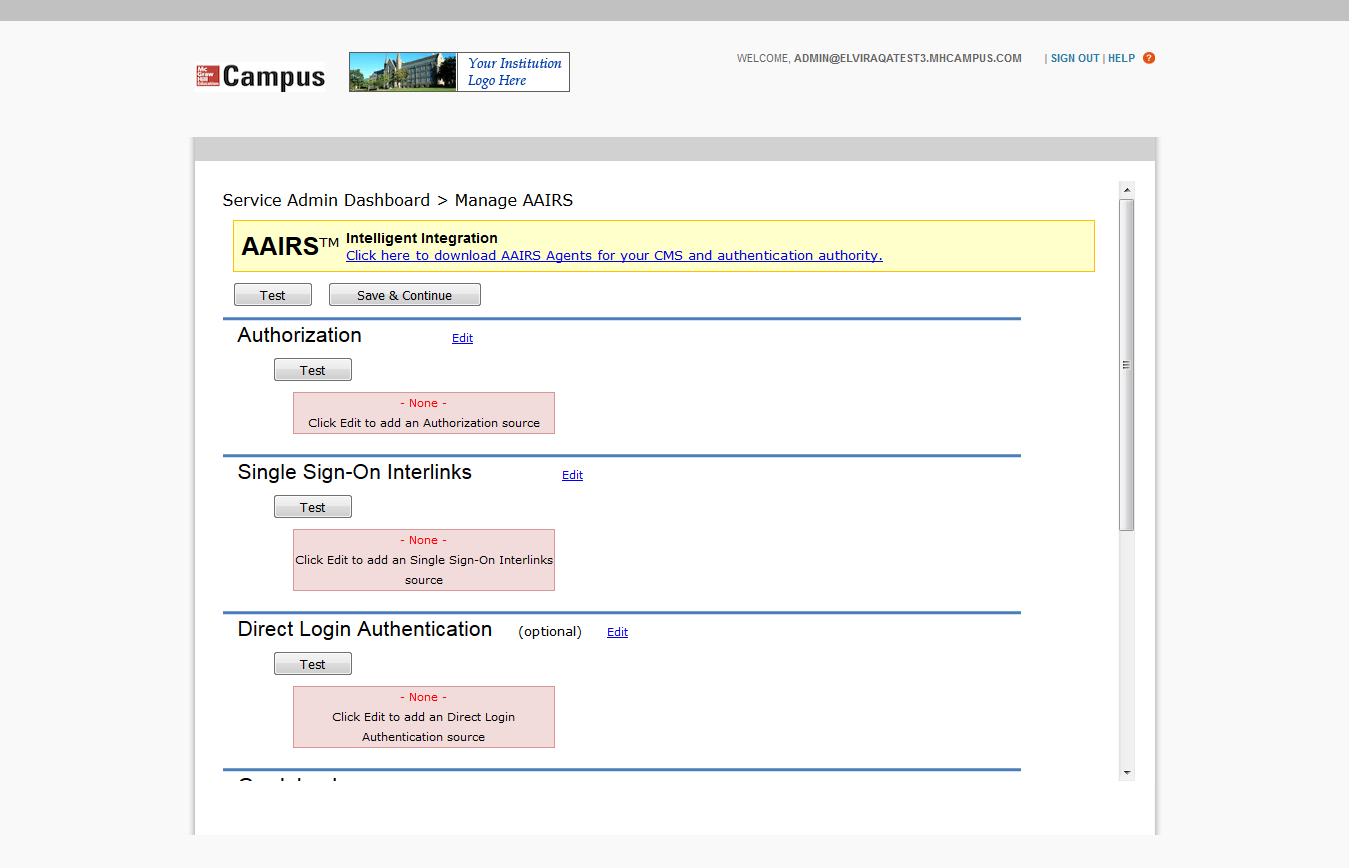 Mc Graw Hill Education
Campus
Your Institution
Logo Here
WELCOME, ADMIN@ELVIRAQATEST3.MHCAMPUS.COM | SIGN OUT | HELP ?
Service Admin Dashboard > Manage AAIRS
AAIRS™
Intelligent Integration
Click here to download AAIRS Agents for your CMS and authentication authority.
Test Save & Continue
Authorization Edit
Test
- None -
Click Edit to add an Authorization source
Single Sign-On Interlinks Edit
Test
- None -
Click Edit to add an Single Sign-On Interlinks
source
Direct Login Authentication (optional) Edit
Test
- None -
Click Edit to add an Direct Login
Authentication source